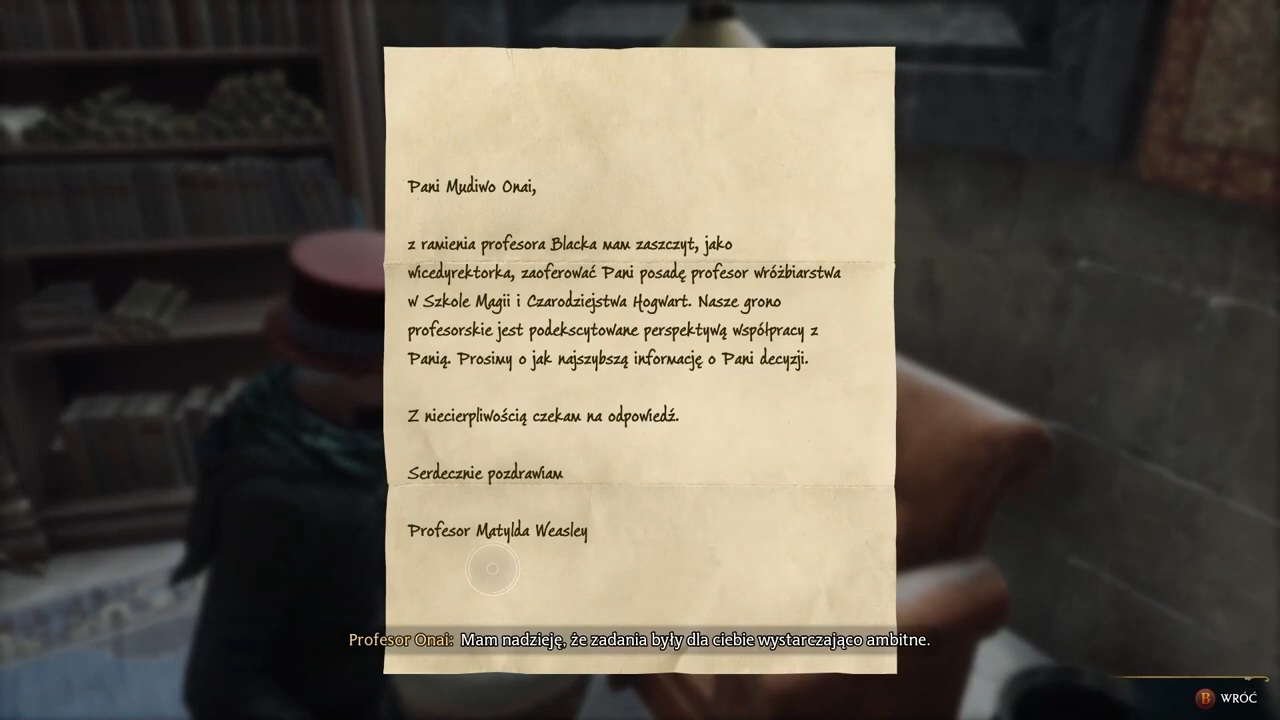 Pani Mudiwo Onai,
z ramienia profesora Blacka mam zaszczyt, jako
wicedyrektorka, zaoferować Pani posadę profesor wróżbiarstwa
w Szkole Magii i Czarodziejstwa Hogwart. Nasze grono
profesorskie jest podekscytowane perspektywą współpracy z
Panią. Prosimy o jak najszybszą informację o Pani decyzji.
Z niecierpliwością czekam na odpowiedź.
Serdecznie pozdrawiam
Profesor Matylda Weasley
Profesor Onai: Mam nadzieję, że zadania były dla ciebie wystarczająco ambitne.
B WRÓĆ